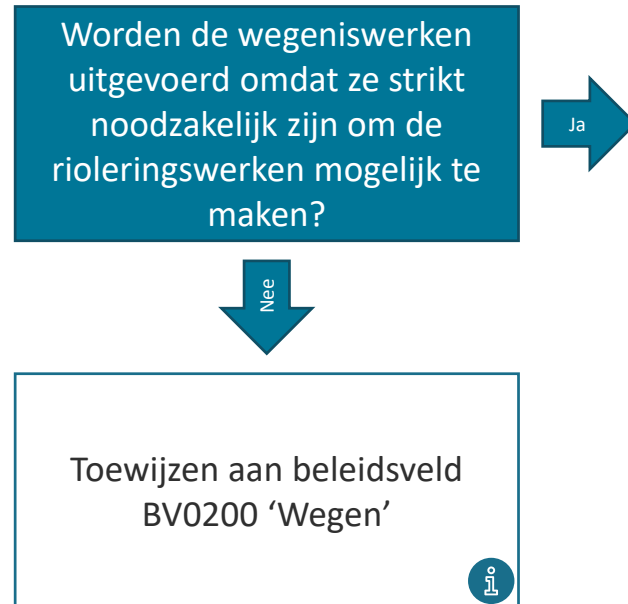 Worden de wegeniswerken
uitgevoerd omdat ze strikt
noodzakelijk zijn om de
rioleringswerken mogelijk te
maken?
Ja
Nee
Toewijzen aan beleidsveld
BV0200 ‘Wegen’
i